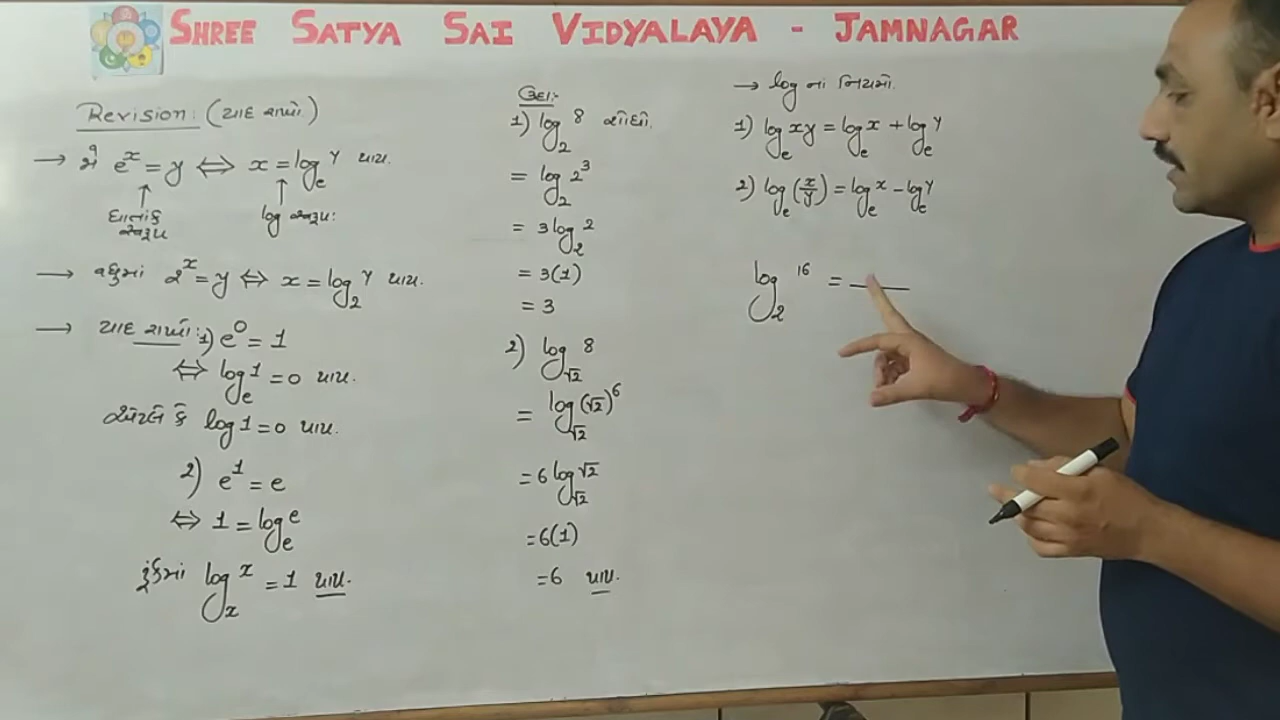 SHREE SATYA SAI VIDYALAYA - JAMNAGAR
Revision: (યાદ રાખો)
→ જો e^x = y ⇔ x = log_e y થાય.
↑ ↑
ઘાતાંક સ્વરૂપ log સ્વરૂપ:
→ વધુમાં 2^x = y ⇔ x = log_2 y થાય.
→ યાદ રાખો: 1) e^0 = 1
⇔ log_e 1 = 0 થાય.
એટલે કે log 1 = 0 થાય.
2) e^1 = e
⇔ 1 = log_e e
ટૂંકમાં log_x x = 1 થાય.
ઉદા:-
1) log_2 8 શોધો.
= log_2 2^3
= 3 log_2 2
= 3(1)
= 3
2) log_√2 8
= log_√2 (√2)^6
= 6 log_√2 √2
= 6(1)
= 6 થાય.
→ log નાં નિયમો.
1) log_e xy = log_e x + log_e y
2) log_e (x/y) = log_e x - log_e y
log_2 16 = ___